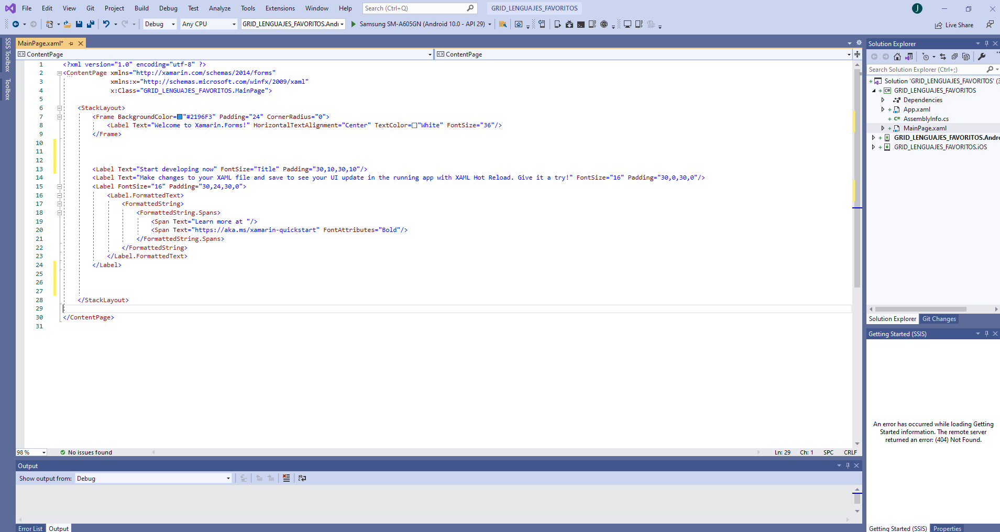 File Edit View Git Project Build Debug Test Analyze Tools Extensions Window Help Search (Ctrl+Q) GRID_LENGUAJES_FAVORITOS J
Debug Any CPU GRID_LENGUAJES_FAVORITOS.Andr Samsung SM-A605GN (Android 10.0 - API 29) Live Share
SSIS Toolbox
Toolbox
MainPage.xaml*
ContentPage ContentPage
1 <?xml version="1.0" encoding="utf-8" ?>
2 <ContentPage xmlns="http://xamarin.com/schemas/2014/forms"
3 xmlns:x="http://schemas.microsoft.com/winfx/2009/xaml"
4 x:Class="GRID_LENGUAJES_FAVORITOS.MainPage">
5
6 <StackLayout>
7 <Frame BackgroundColor="#2196F3" Padding="24" CornerRadius="0">
8 <Label Text="Welcome to Xamarin.Forms!" HorizontalTextAlignment="Center" TextColor="White" FontSize="36"/>
9 </Frame>
10
11
12
13 <Label Text="Start developing now" FontSize="Title" Padding="30,10,30,10"/>
14 <Label Text="Make changes to your XAML file and save to see your UI update in the running app with XAML Hot Reload. Give it a try!" FontSize="16" Padding="30,0,30,0"/>
15 <Label FontSize="16" Padding="30,24,30,0">
16 <Label.FormattedText>
17 <FormattedString>
18 <FormattedString.Spans>
19 <Span Text="Learn more at "/>
20 <Span Text="https://aka.ms/xamarin-quickstart" FontAttributes="Bold"/>
21 </FormattedString.Spans>
22 </FormattedString>
23 </Label.FormattedText>
24 </Label>
25
26
27
28 </StackLayout>
29
30 </ContentPage>
31
98 % No issues found Ln: 29 Ch: 1 SPC CRLF
Output
Show output from: Debug
Error List Output
Solution Explorer
Search Solution Explorer (Ctrl+;)
Solution 'GRID_LENGUAJES_FAVORITOS' (3
GRID_LENGUAJES_FAVORITOS
Dependencies
App.xaml
C# AssemblyInfo.cs
MainPage.xaml
GRID_LENGUAJES_FAVORITOS.Andro
GRID_LENGUAJES_FAVORITOS.iOS
Solution Explorer Git Changes
Getting Started (SSIS)
An error has occurred while loading Getting
Started information. The remote server
returned an error: (404) Not Found.
Getting Started (SSIS) Properties